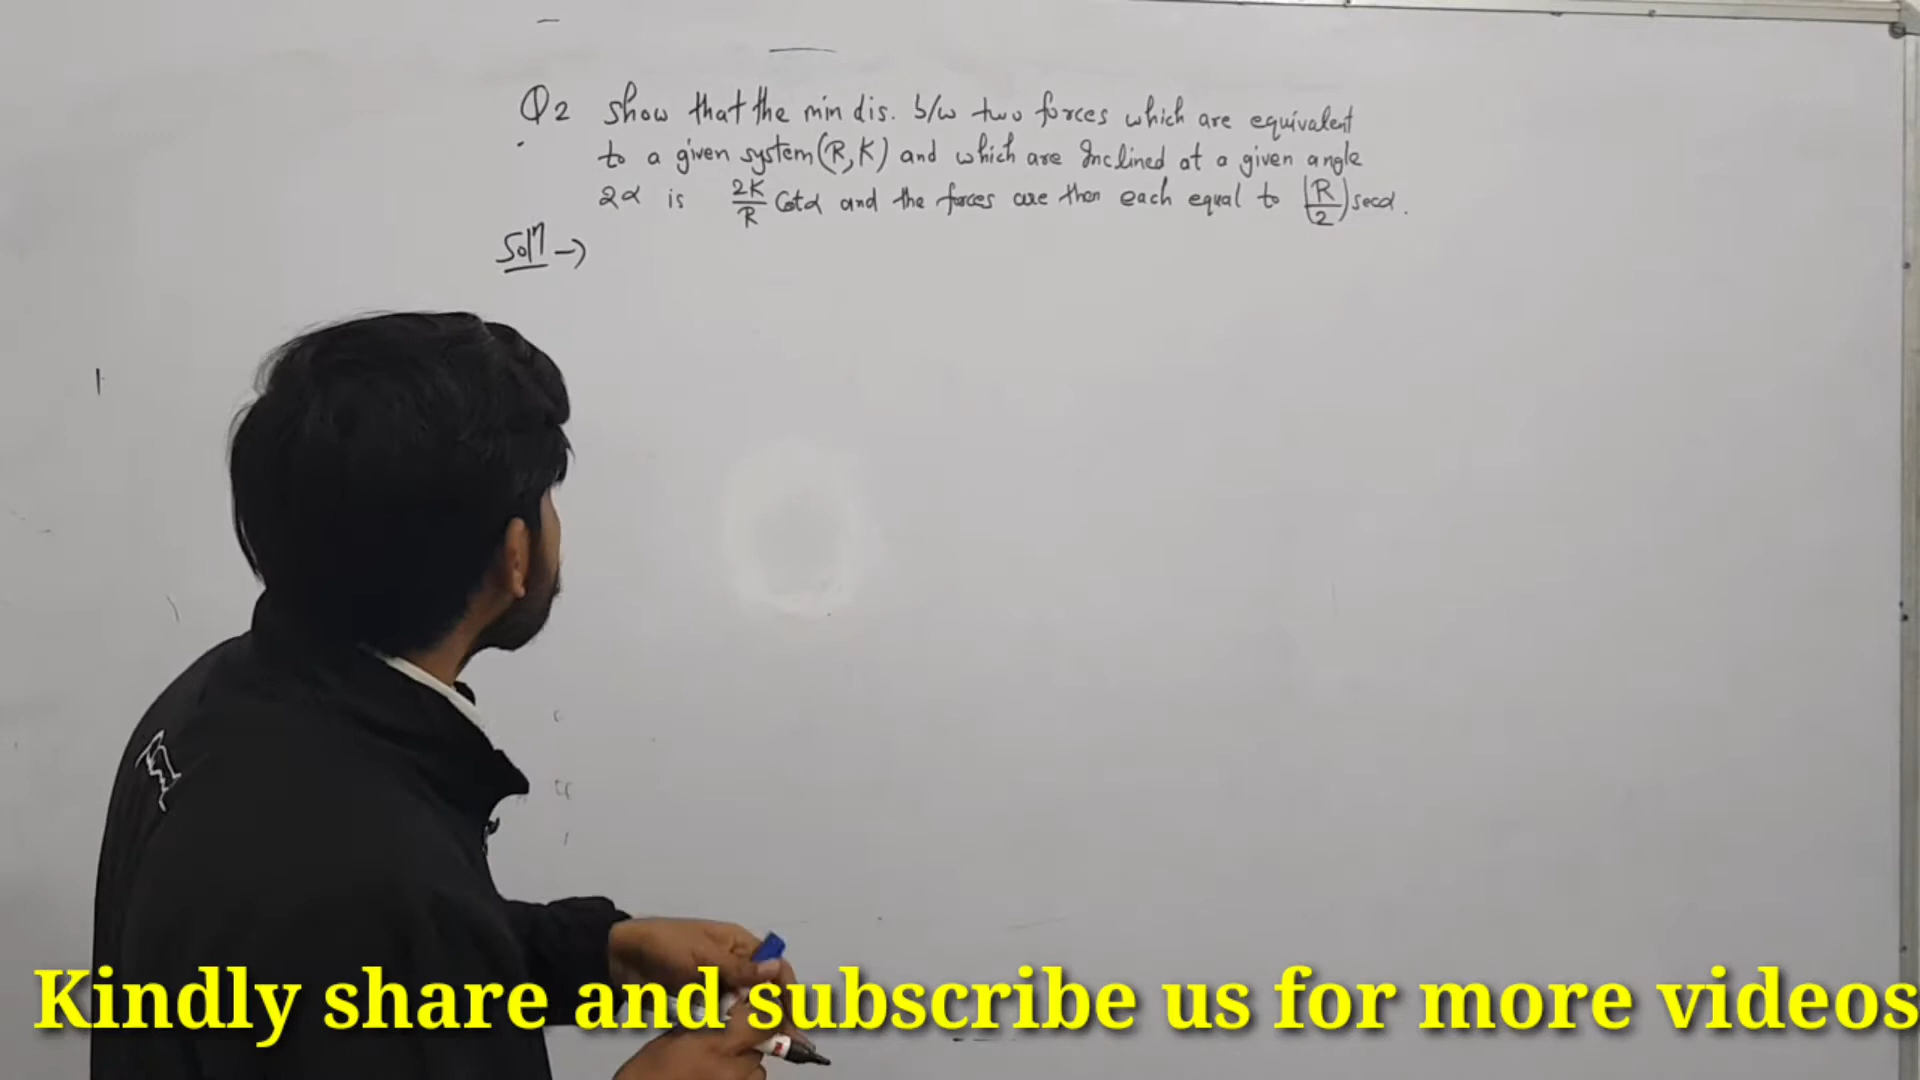 Q2 Show that the min dis. b/w two forces which are equivalent
to a given system (R, K) and which are Inclined at a given angle
2α is 2K/R Cotα and the forces are then each equal to (R/2) secα.
Solⁿ →
Kindly share and subscribe us for more videos